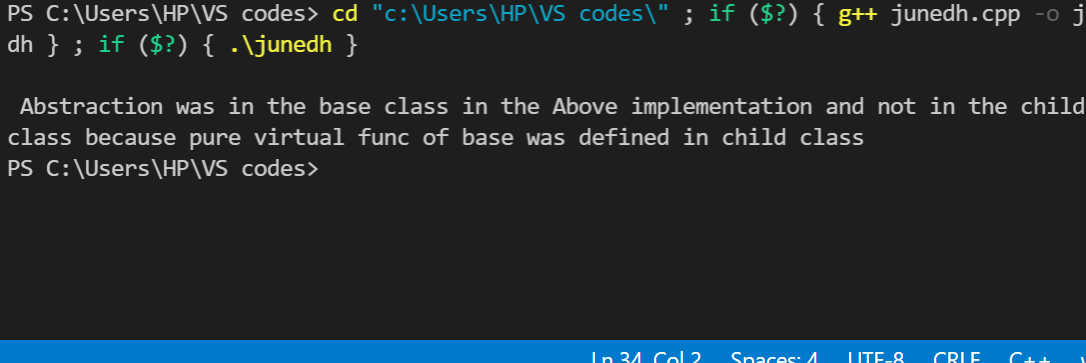 PS C:\Users\HP\VS codes> cd "c:\Users\HP\VS codes\" ; if ($?) { g++ junedh.cpp -o j
dh } ; if ($?) { .\junedh }
Abstraction was in the base class in the Above implementation and not in the child
class because pure virtual func of base was defined in child class
PS C:\Users\HP\VS codes>
Ln 34, Col 2 Spaces: 4 UTF-8 CRLF C++